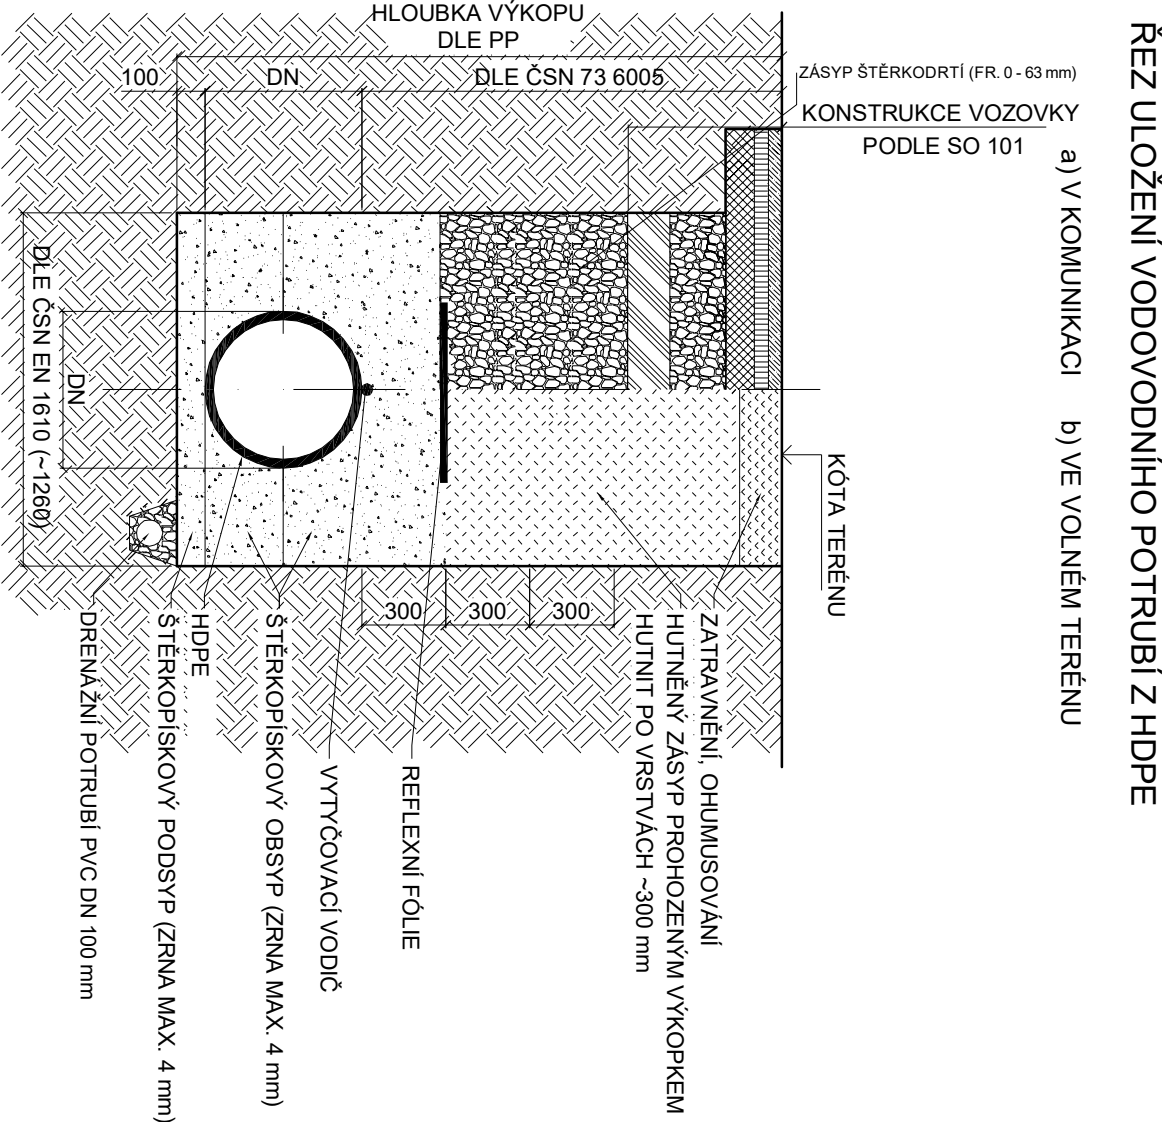 ŘEZ ULOŽENÍ VODOVODNÍHO POTRUBÍ Z HDPE
a) V KOMUNIKACI
b) VE VOLNÉM TERÉNU
HLOUBKA VÝKOPU
DLE PP
100
DN
DLE ČSN 73 6005
ZÁSYP ŠTĚRKODRTÍ (FR. 0 - 63 mm)
KONSTRUKCE VOZOVKY
PODLE SO 101
KÓTA TERÉNU
ZATRAVNĚNÍ, OHUMUSOVÁNÍ
HUTNĚNÝ ZÁSYP PROHOZENÝM VÝKOPKEM
HUTNIT PO VRSTVÁCH ~300 mm
300
300
300
REFLEXNÍ FÓLIE
VYTYČOVACÍ VODIČ
ŠTĚRKOPÍSKOVÝ OBSYP (ZRNA MAX. 4 mm)
HDPE
ŠTĚRKOPÍSKOVÝ PODSYP (ZRNA MAX. 4 mm)
DRENÁŽNÍ POTRUBÍ PVC DN 100 mm
DN
DLE ČSN EN 1610 (~1260)